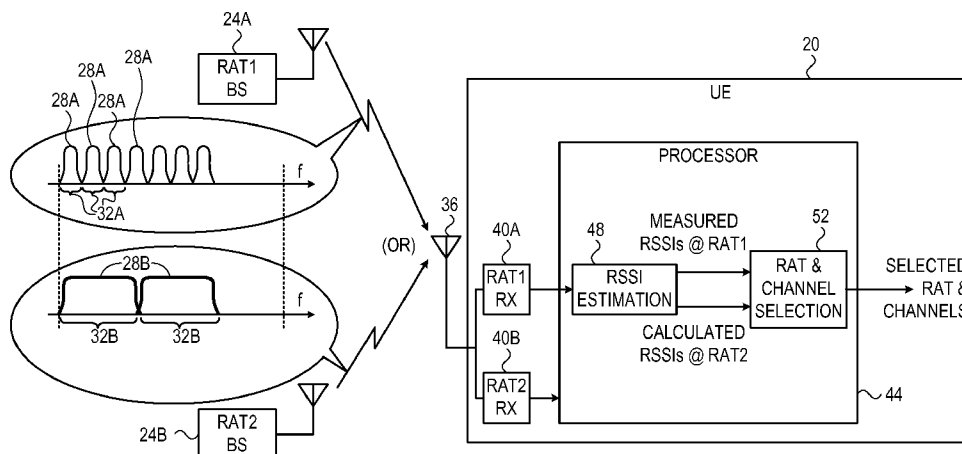 24A
RAT1
BS
28A
28A
28A
28A
f
32A
28B
f
32B
32B
24B
RAT2
BS
(OR)
36
20
UE
PROCESSOR
40A
RAT1
RX
40B
RAT2
RX
48
RSSI
ESTIMATION
MEASURED
RSSIs @ RAT1
CALCULATED
RSSIs @ RAT2
52
RAT &
CHANNEL
SELECTION
SELECTED
RAT &
CHANNELS
44